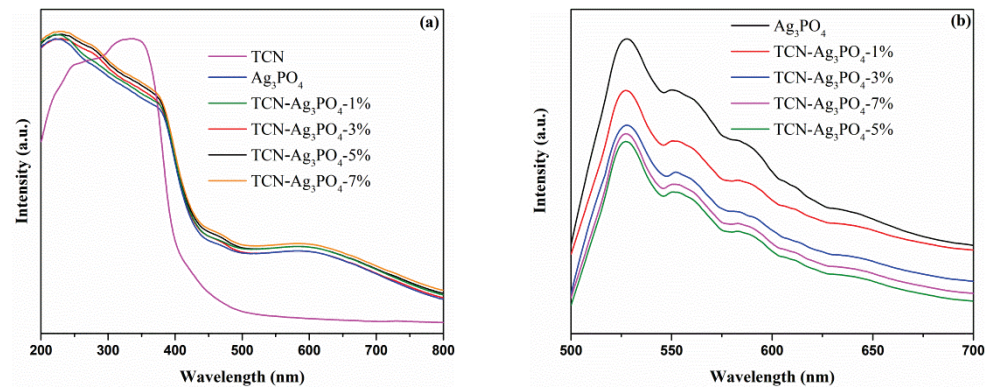 (a)
TCN
Ag₃PO₄
TCN-Ag₃PO₄-1%
TCN-Ag₃PO₄-3%
TCN-Ag₃PO₄-5%
TCN-Ag₃PO₄-7%
Intensity (a.u.)
200 300 400 500 600 700 800
Wavelength (nm)
(b)
Ag₃PO₄
TCN-Ag₃PO₄-1%
TCN-Ag₃PO₄-3%
TCN-Ag₃PO₄-7%
TCN-Ag₃PO₄-5%
Intensity (a.u.)
500 550 600 650 700
Wavelength (nm)